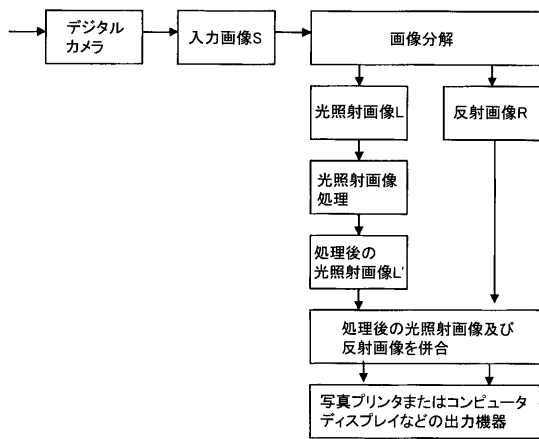 デジタル
カメラ
入力画像S
画像分解
光照射画像L
反射画像R
光照射画像
処理
処理後の
光照射画像L'
処理後の光照射画像及び
反射画像を併合
写真プリンタまたはコンピュータ
ディスプレイなどの出力機器